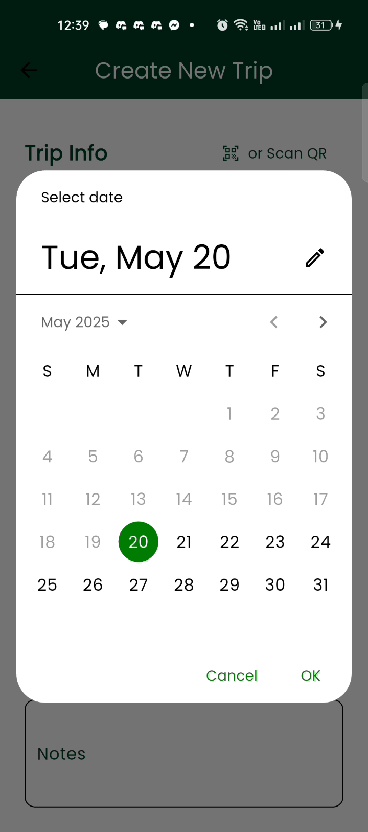 12:39
Vo LTE
31
Create New Trip
Trip Info
or Scan QR
Select date
Tue, May 20
May 2025
S M T W T F S
1 2 3
4 5 6 7 8 9 10
11 12 13 14 15 16 17
18 19 20 21 22 23 24
25 26 27 28 29 30 31
Cancel OK
Notes